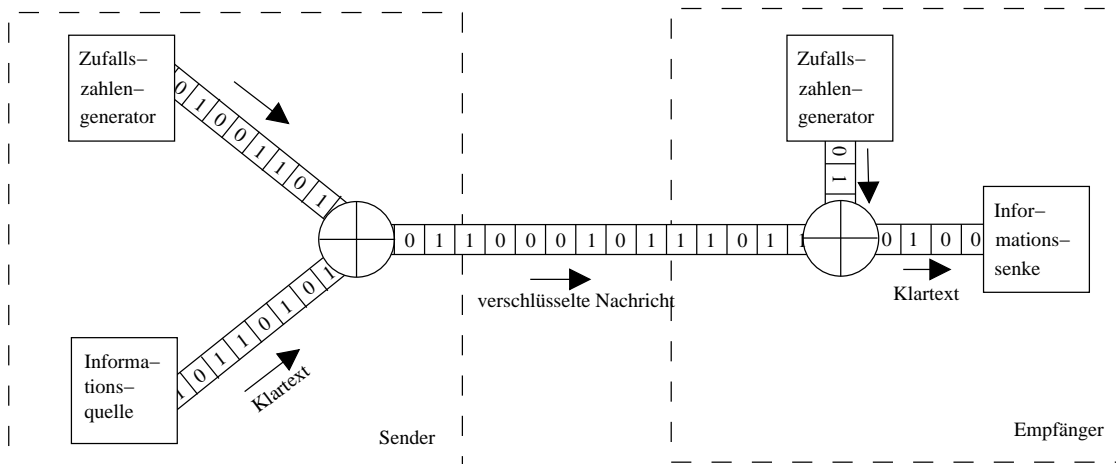 Zufalls–
zahlen–
generator
0 1 0 0 1 1 0 1
Informa–
tions–
quelle
1 0 1 1 0 1 0 1
Klartext
Sender
0 1 1 0 0 0 1 0 1 1 1 0 1 1
verschlüsselte Nachricht
Zufalls–
zahlen–
generator
0
1
0 1 0 0
Klartext
Infor–
mations–
senke
Empfänger